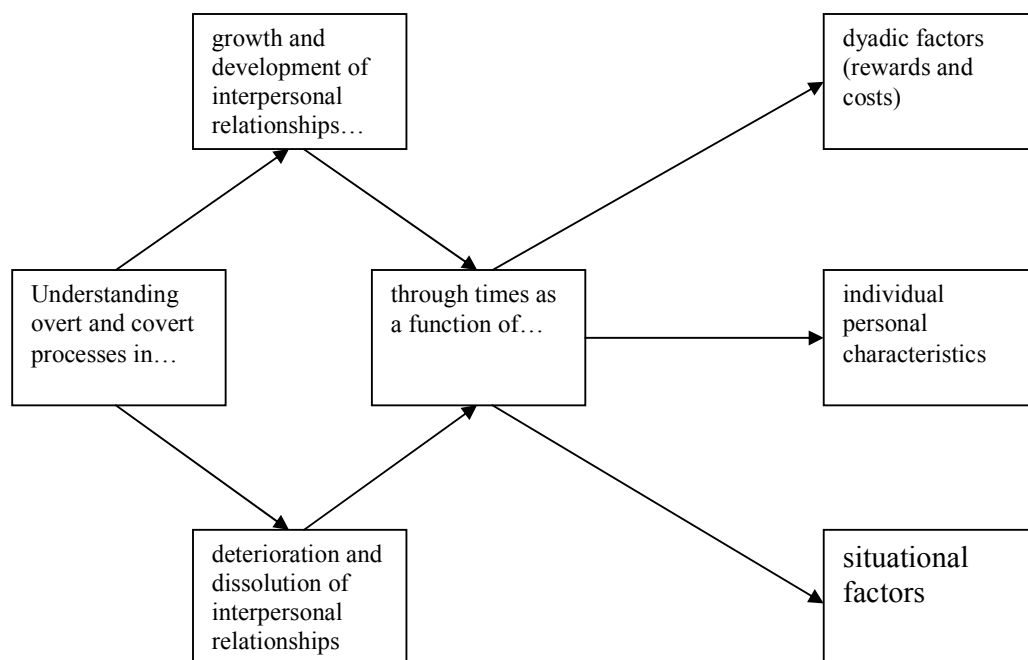 growth and
development of
interpersonal
relationships…
dyadic factors
(rewards and
costs)
Understanding
overt and covert
processes in…
through times as
a function of…
individual
personal
characteristics
deterioration and
dissolution of
interpersonal
relationships
situational
factors